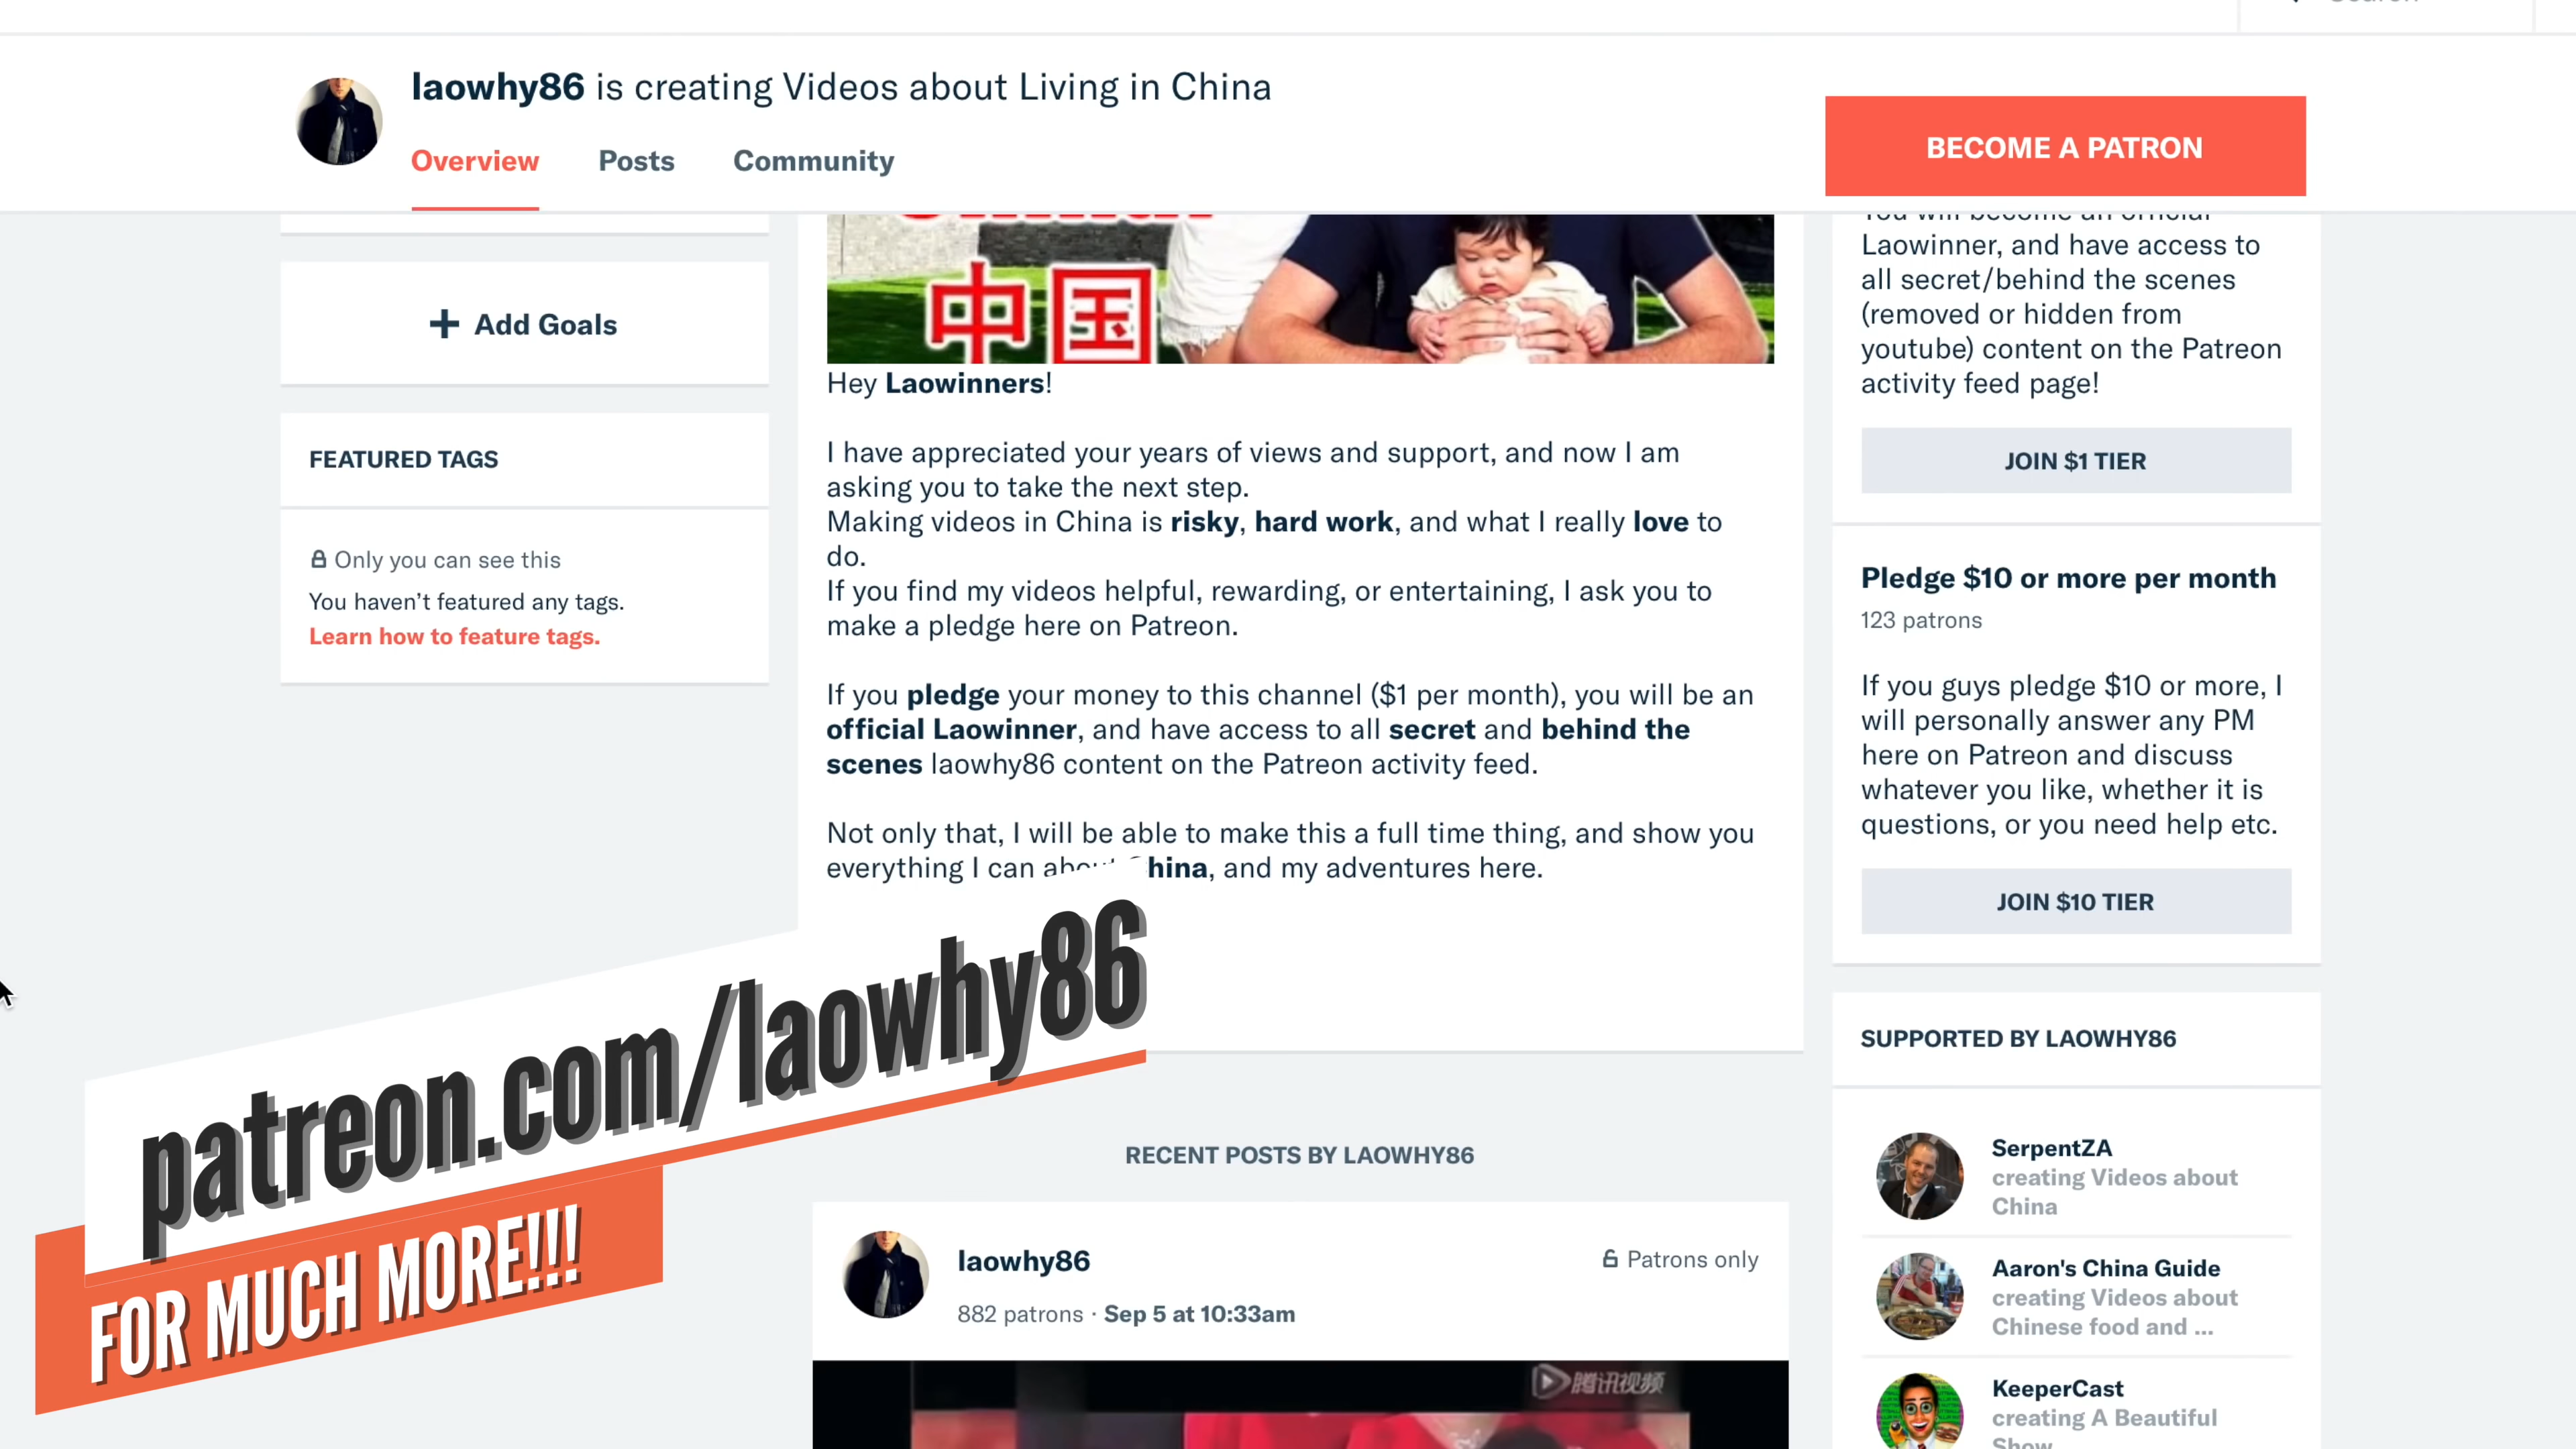 laowhy86 is creating Videos about Living in China
Overview
Posts
Community
BECOME A PATRON
Add Goals
FEATURED TAGS
Only you can see this
You haven't featured any tags.
Learn how to feature tags.
中国
Hey Laowinners!
I have appreciated your years of views and support, and now I am
asking you to take the next step.
Making videos in China is risky, hard work, and what I really love to
do.
If you find my videos helpful, rewarding, or entertaining, I ask you to
make a pledge here on Patreon.
If you pledge your money to this channel ($1 per month), you will be an
official Laowinner, and have access to all secret and behind the
scenes laowhy86 content on the Patreon activity feed.
Not only that, I will be able to make this a full time thing, and show you
everything I can about China, and my adventures here.
patreon.com/laowhy86
FOR MUCH MORE!!!
RECENT POSTS BY LAOWHY86
laowhy86
Patrons only
882 patrons · Sep 5 at 10:33am
腾讯视频
You will become an official
Laowinner, and have access to
all secret/behind the scenes
(removed or hidden from
youtube) content on the Patreon
activity feed page!
JOIN $1 TIER
Pledge $10 or more per month
123 patrons
If you guys pledge $10 or more, I
will personally answer any PM
here on Patreon and discuss
whatever you like, whether it is
questions, or you need help etc.
JOIN $10 TIER
SUPPORTED BY LAOWHY86
SerpentZA
creating Videos about
China
Aaron's China Guide
creating Videos about
Chinese food and ...
KeeperCast
creating A Beautiful
Show